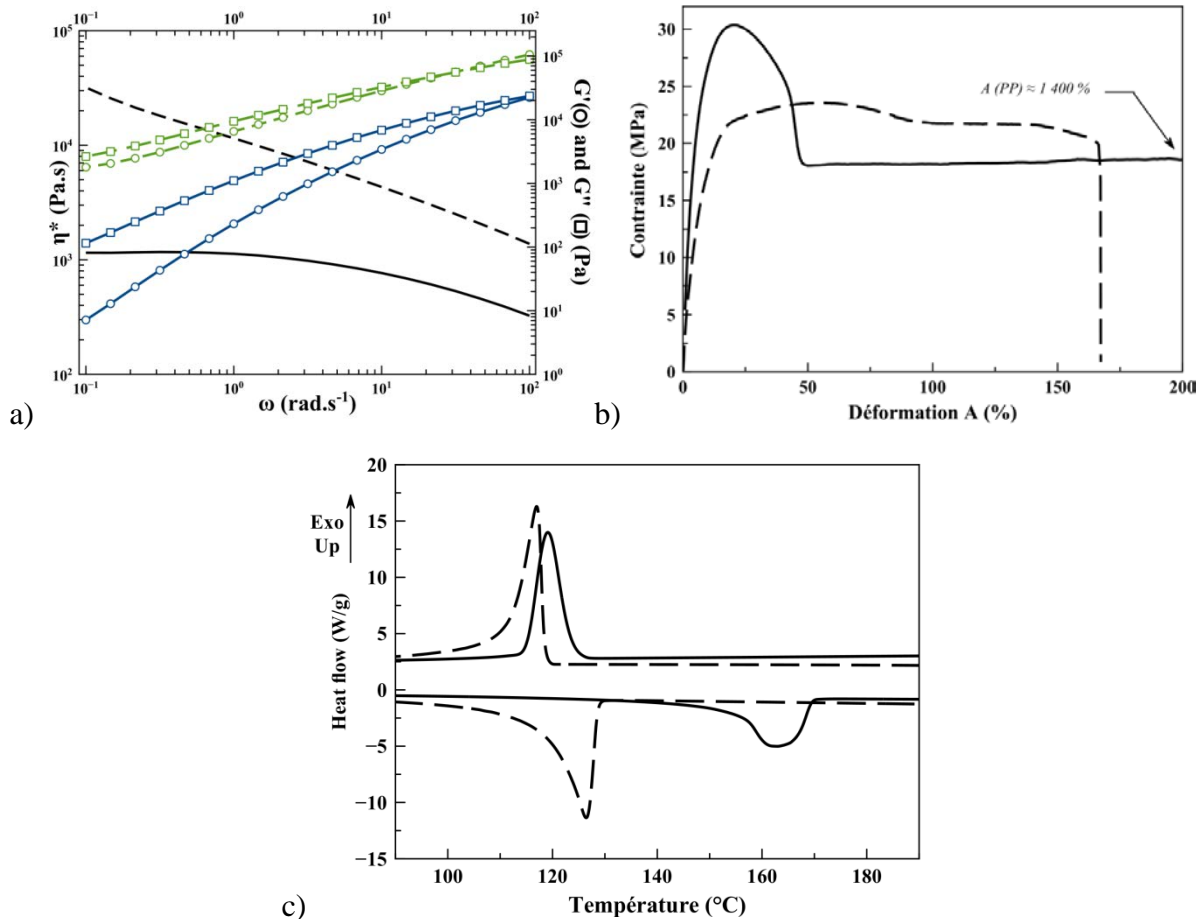 10⁻¹ 10⁰ 10¹ 10²
10⁵
10⁴
10³
10²
η* (Pa.s)
10⁵
10⁴
10³
10²
10¹
10⁰
G'(○) and G'' (□) (Pa)
10⁻¹ 10⁰ 10¹ 10²
ω (rad.s⁻¹)
a)
30
25
20
15
10
5
0
Contrainte (MPa)
A (PP) ≈ 1 400 %
0 50 100 150 200
Déformation A (%)
b)
20
15
10
5
0
−5
−10
−15
Exo
Up
Heat flow (W/g)
100 120 140 160 180
Température (°C)
c)